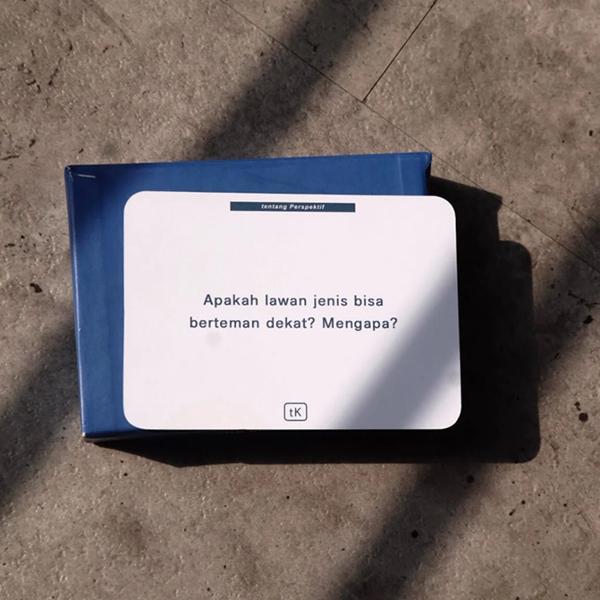 tentang Perspektif
Apakah lawan jenis bisa
berteman dekat? Mengapa?
tK